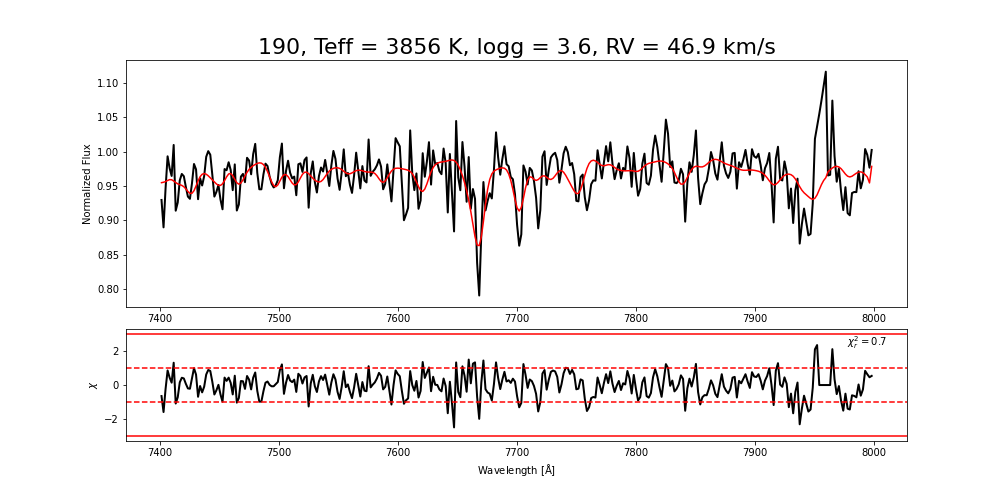 190, Teff = 3856 K, logg = 3.6, RV = 46.9 km/s
Normalized Flux
1.10
1.05
1.00
0.95
0.90
0.85
0.80
7400 7500 7600 7700 7800 7900 8000
χ
2
0
−2
χ²ᵣ = 0.7
7400 7500 7600 7700 7800 7900 8000
Wavelength [Å]